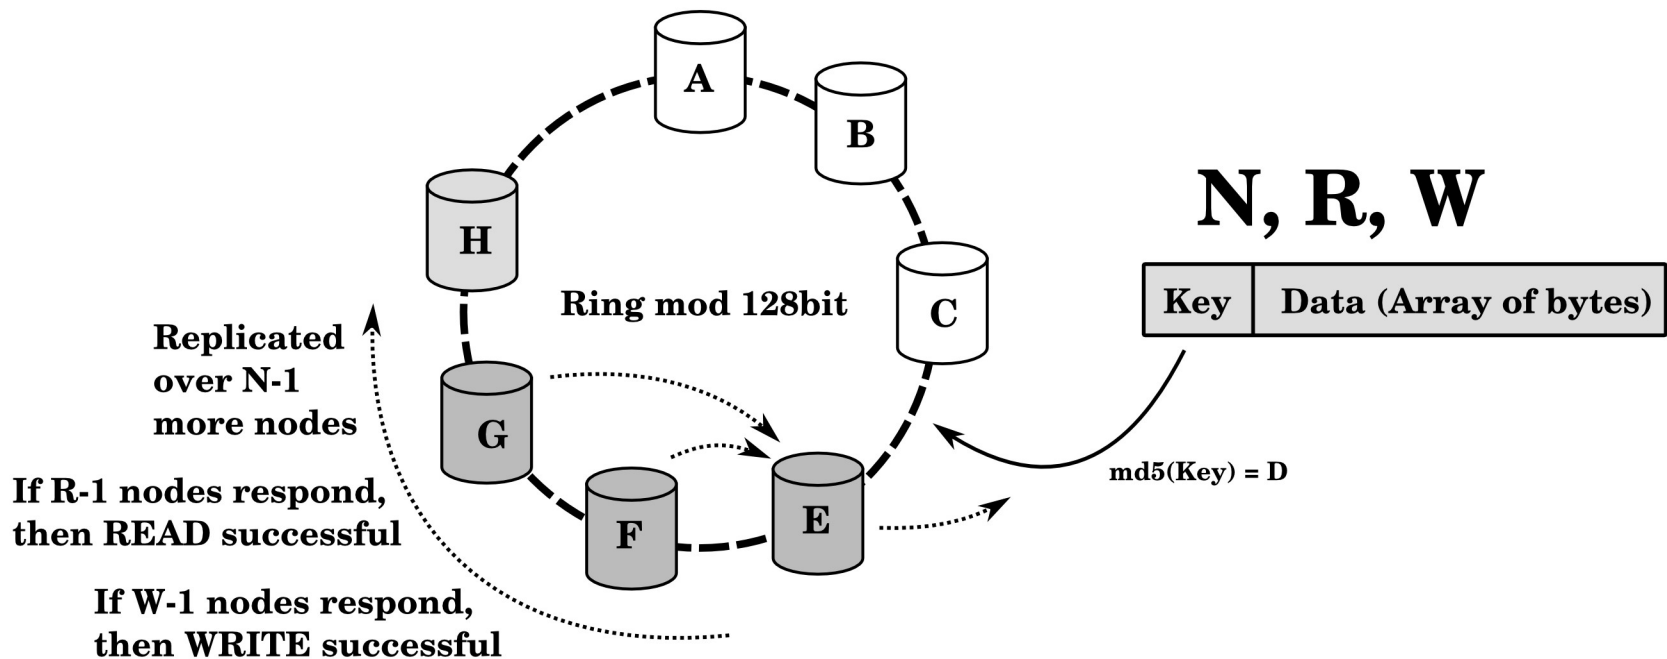 A
B
N, R, W
H
Key
Data (Array of bytes)
Ring mod 128bit
C
Replicated
over N-1
more nodes
G
md5(Key) = D
If R-1 nodes respond,
then READ successful
F
E
If W-1 nodes respond,
then WRITE successful